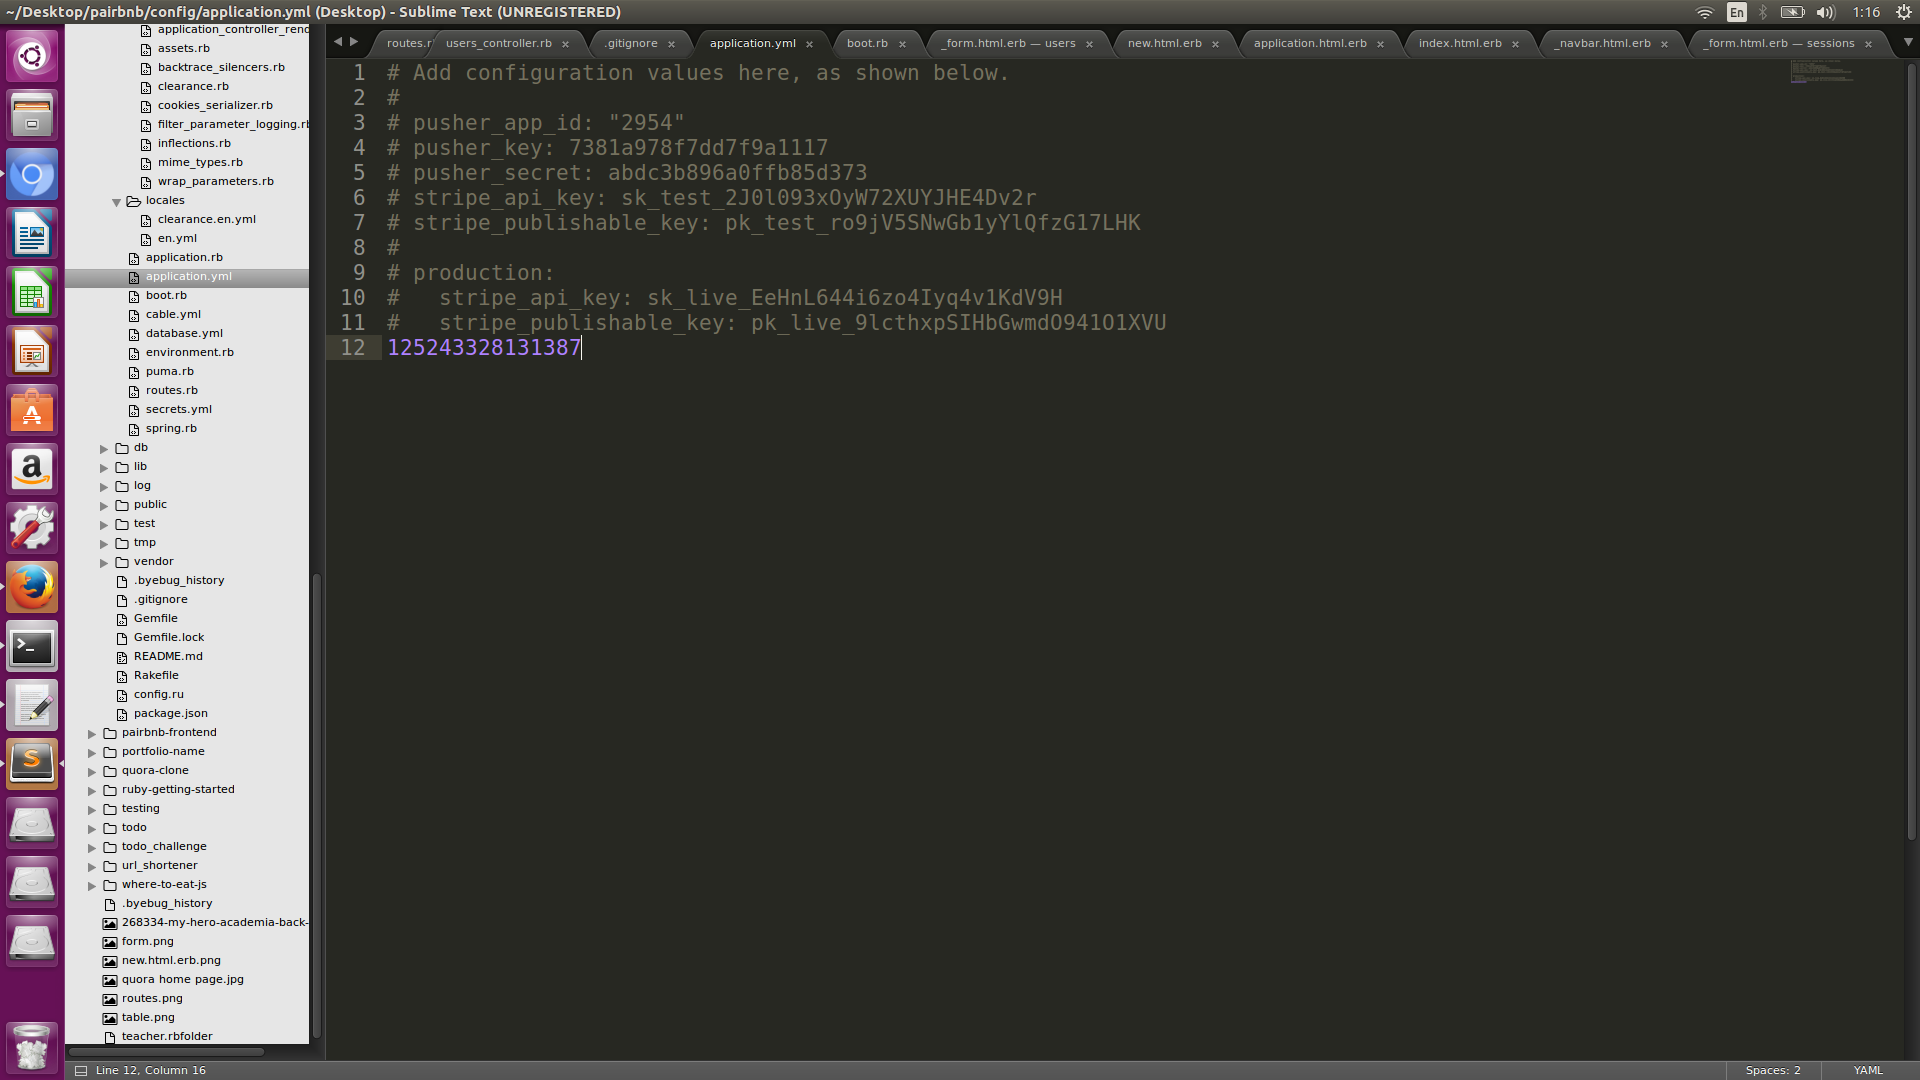 ~/Desktop/pairbnb/config/application.yml (Desktop) - Sublime Text (UNREGISTERED)
En
1:16
routes.r
users_controller.rb
.gitignore
application.yml
boot.rb
_form.html.erb — users
new.html.erb
application.html.erb
index.html.erb
_navbar.html.erb
_form.html.erb — sessions
application_controller_rend
assets.rb
backtrace_silencers.rb
clearance.rb
cookies_serializer.rb
filter_parameter_logging.rb
inflections.rb
mime_types.rb
wrap_parameters.rb
locales
clearance.en.yml
en.yml
application.rb
application.yml
boot.rb
cable.yml
database.yml
environment.rb
puma.rb
routes.rb
secrets.yml
spring.rb
db
lib
log
public
test
tmp
vendor
.byebug_history
.gitignore
Gemfile
Gemfile.lock
README.md
Rakefile
config.ru
package.json
pairbnb-frontend
portfolio-name
quora-clone
ruby-getting-started
testing
todo
todo_challenge
url_shortener
where-to-eat-js
.byebug_history
268334-my-hero-academia-back-
form.png
new.html.erb.png
quora home page.jpg
routes.png
table.png
teacher.rbfolder
1 # Add configuration values here, as shown below.
2 #
3 # pusher_app_id: "2954"
4 # pusher_key: 7381a978f7dd7f9a1117
5 # pusher_secret: abdc3b896a0ffb85d373
6 # stripe_api_key: sk_test_2J0l093xOyW72XUYJHE4Dv2r
7 # stripe_publishable_key: pk_test_ro9jV5SNwGb1yYlQfzG17LHK
8 #
9 # production:
10 #   stripe_api_key: sk_live_EeHnL644i6zo4Iyq4v1KdV9H
11 #   stripe_publishable_key: pk_live_9lcthxpSIHbGwmdO941O1XVU
12 125243328131387
Line 12, Column 16
Spaces: 2
YAML